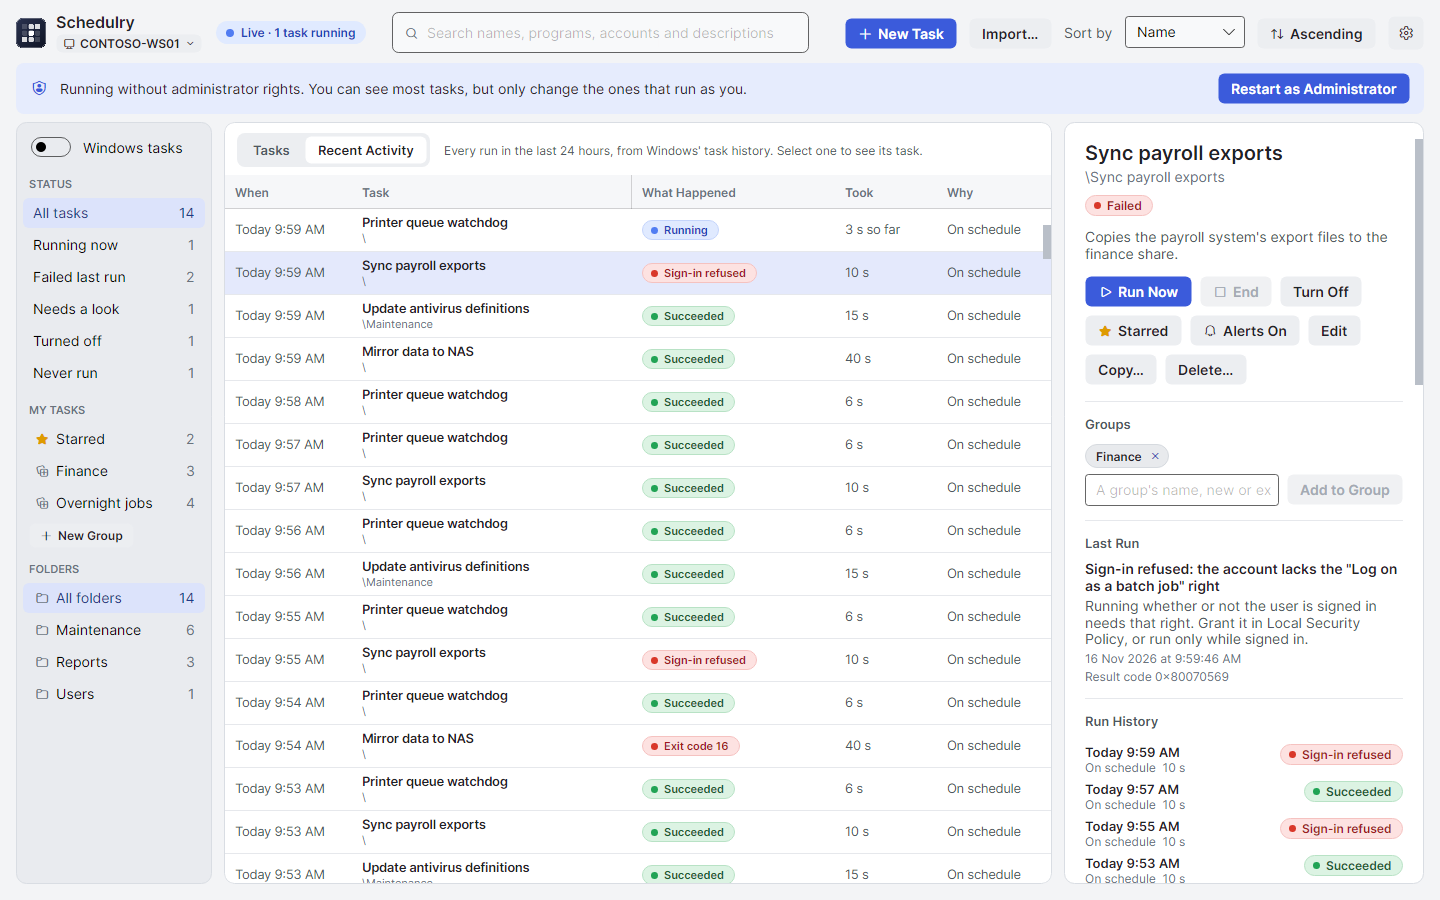 Schedulry
CONTOSO-WS01
Live · 1 task running
Search names, programs, accounts and descriptions
New Task
Import...
Sort by
Name
Ascending
Running without administrator rights. You can see most tasks, but only change the ones that run as you.
Restart as Administrator
Windows tasks
STATUS
All tasks 14
Running now 1
Failed last run 2
Needs a look 1
Turned off 1
Never run 1
MY TASKS
Starred 2
Finance 3
Overnight jobs 4
New Group
FOLDERS
All folders 14
Maintenance 6
Reports 3
Users 1
Tasks
Recent Activity
Every run in the last 24 hours, from Windows' task history. Select one to see its task.
When Task What Happened Took Why
Today 9:59 AM Printer queue watchdog Running 3 s so far On schedule
\
Today 9:59 AM Sync payroll exports Sign-in refused 10 s On schedule
\
Today 9:59 AM Update antivirus definitions Succeeded 15 s On schedule
\Maintenance
Today 9:59 AM Mirror data to NAS Succeeded 40 s On schedule
\
Today 9:58 AM Printer queue watchdog Succeeded 6 s On schedule
\
Today 9:57 AM Printer queue watchdog Succeeded 6 s On schedule
\
Today 9:57 AM Sync payroll exports Succeeded 10 s On schedule
\
Today 9:56 AM Printer queue watchdog Succeeded 6 s On schedule
\
Today 9:56 AM Update antivirus definitions Succeeded 15 s On schedule
\Maintenance
Today 9:55 AM Printer queue watchdog Succeeded 6 s On schedule
\
Today 9:55 AM Sync payroll exports Sign-in refused 10 s On schedule
\
Today 9:54 AM Printer queue watchdog Succeeded 6 s On schedule
\
Today 9:54 AM Mirror data to NAS Exit code 16 40 s On schedule
\
Today 9:53 AM Printer queue watchdog Succeeded 6 s On schedule
\
Today 9:53 AM Sync payroll exports Succeeded 10 s On schedule
\
Today 9:53 AM Update antivirus definitions Succeeded 15 s On schedule
\Maintenance
Sync payroll exports
\Sync payroll exports
Failed
Copies the payroll system's export files to the
finance share.
Run Now
End
Turn Off
Starred
Alerts On
Edit
Copy...
Delete...
Groups
Finance ×
A group's name, new or ex
Add to Group
Last Run
Sign-in refused: the account lacks the "Log on
as a batch job" right
Running whether or not the user is signed in
needs that right. Grant it in Local Security
Policy, or run only while signed in.
16 Nov 2026 at 9:59:46 AM
Result code 0×80070569
Run History
Today 9:59 AM Sign-in refused
On schedule 10 s
Today 9:57 AM Succeeded
On schedule 10 s
Today 9:55 AM Sign-in refused
On schedule 10 s
Today 9:53 AM Succeeded
On schedule 10 s